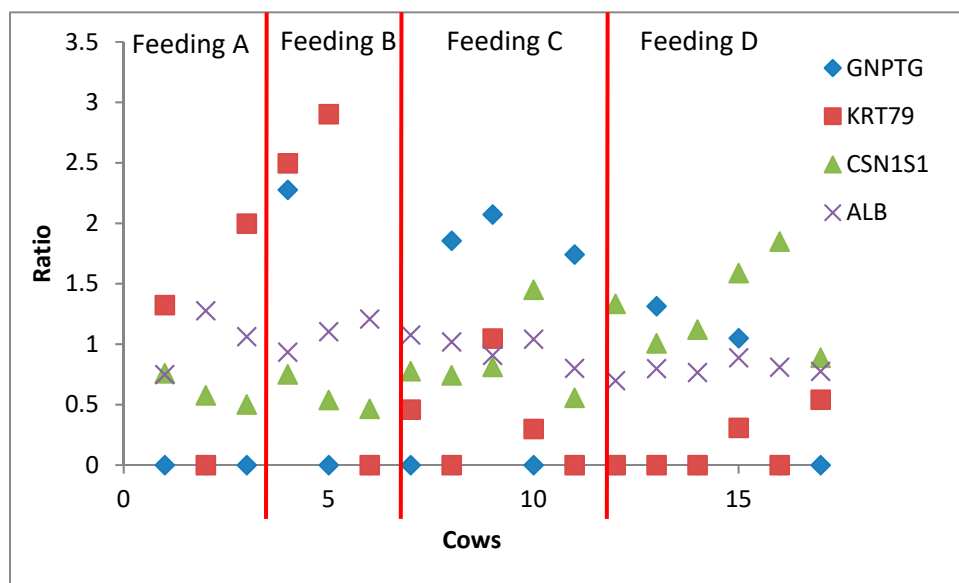 Feeding A
Feeding B
Feeding C
Feeding D
3.5
3
2.5
2
1.5
1
0.5
0
Ratio
0
5
10
15
Cows
GNPTG
KRT79
CSN1S1
ALB